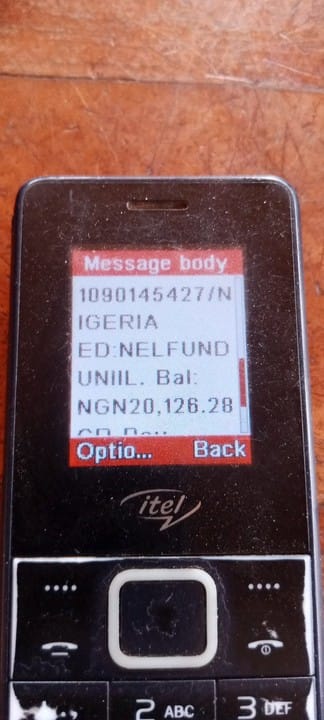 Message body
1090145427/N
IGERIA
ED:NELFUND
UNIIL. Bal:
NGN20,126.28
Optio... Back
itel
2 ABC 3 DEF